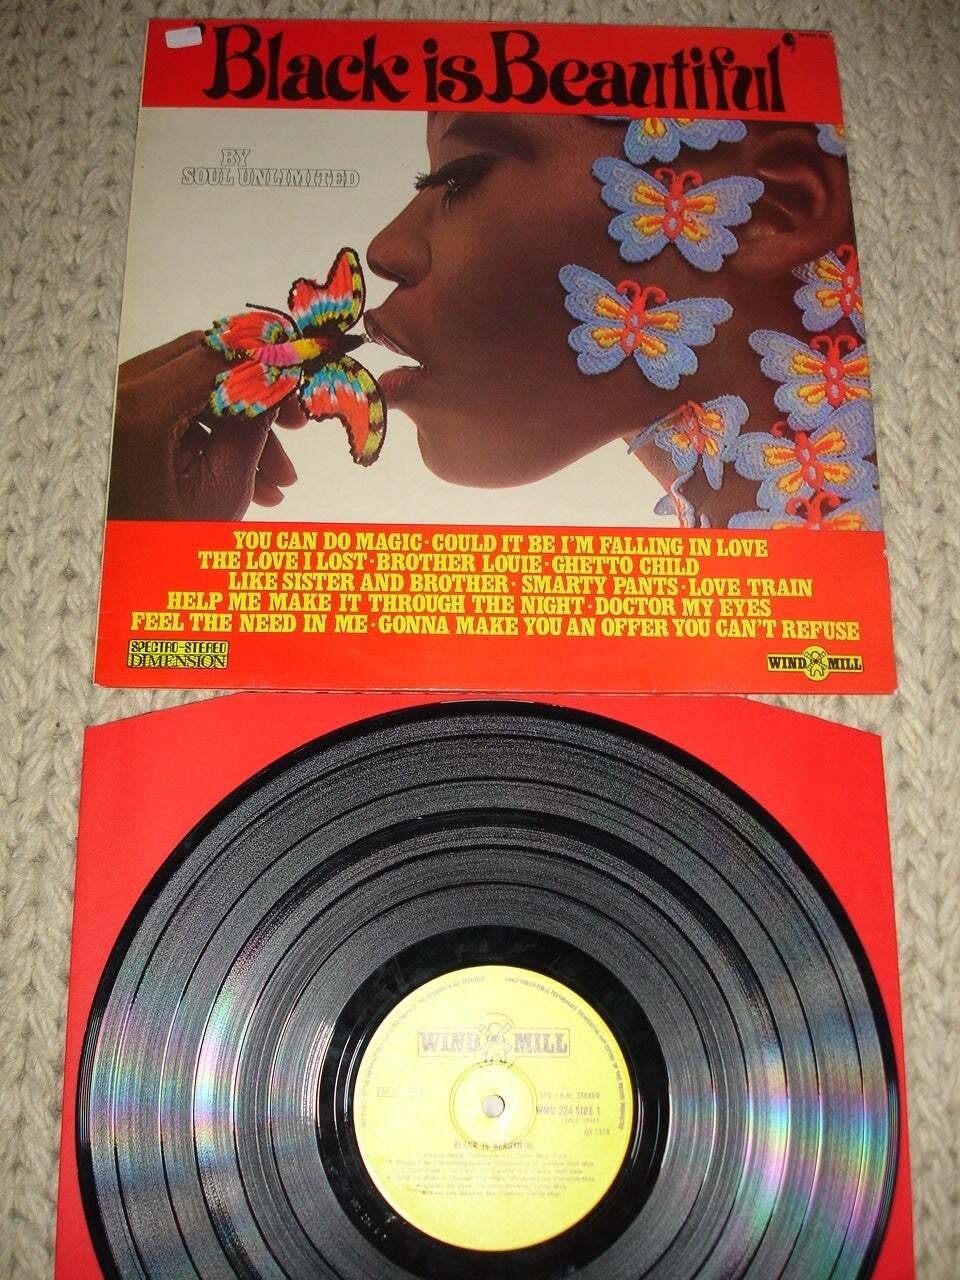 'Black is Beautiful'
BY
SOUL UNLIMITED
YOU CAN DO MAGIC · COULD IT BE I'M FALLING IN LOVE
THE LOVE I LOST · BROTHER LOUIE · GHETTO CHILD
LIKE SISTER AND BROTHER · SMARTY PANTS · LOVE TRAIN
HELP ME MAKE IT THROUGH THE NIGHT · DOCTOR MY EYES
FEEL THE NEED IN ME · GONNA MAKE YOU AN OFFER YOU CAN'T REFUSE
SPECTRO-STEREO
DIMENSION
WIND MILL
WIND MILL
STEREO
WMD 224 SIDE 1
1974
BLACK IS BEAUTIFUL